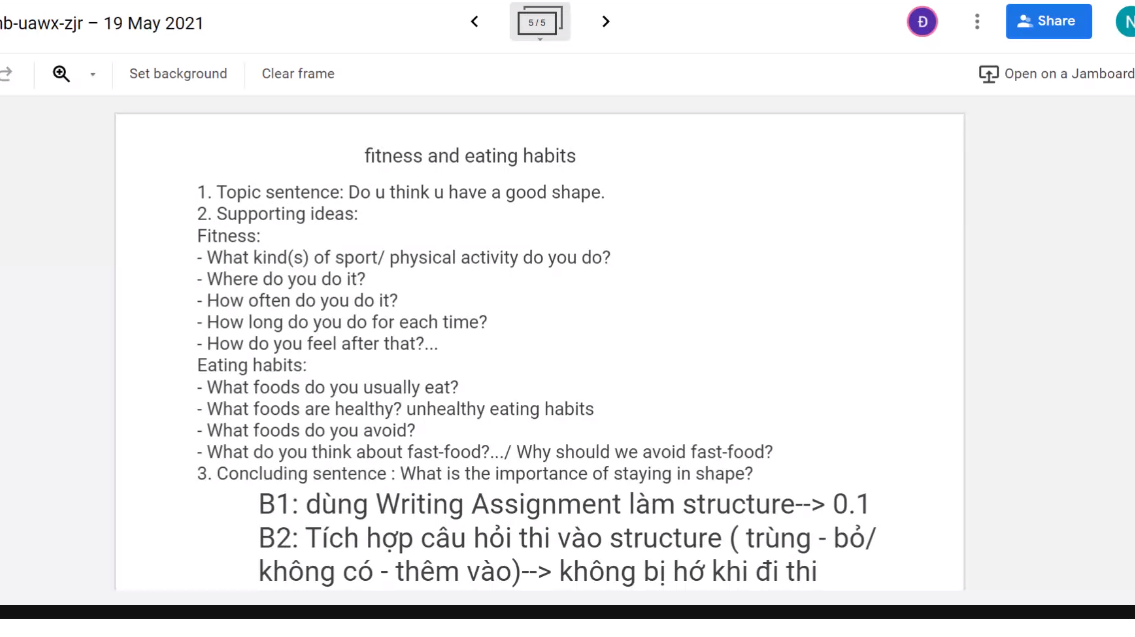 nb-uawx-zjr – 19 May 2021
5 / 5
Đ
Share
N
Set background
Clear frame
Open on a Jamboard
fitness and eating habits
1. Topic sentence: Do u think u have a good shape.
2. Supporting ideas:
Fitness:
- What kind(s) of sport/ physical activity do you do?
- Where do you do it?
- How often do you do it?
- How long do you do for each time?
- How do you feel after that?...
Eating habits:
- What foods do you usually eat?
- What foods are healthy? unhealthy eating habits
- What foods do you avoid?
- What do you think about fast-food?.../ Why should we avoid fast-food?
3. Concluding sentence : What is the importance of staying in shape?
B1: dùng Writing Assignment làm structure--> 0.1
B2: Tích hợp câu hỏi thi vào structure ( trùng - bỏ/
không có - thêm vào)--> không bị hớ khi đi thi